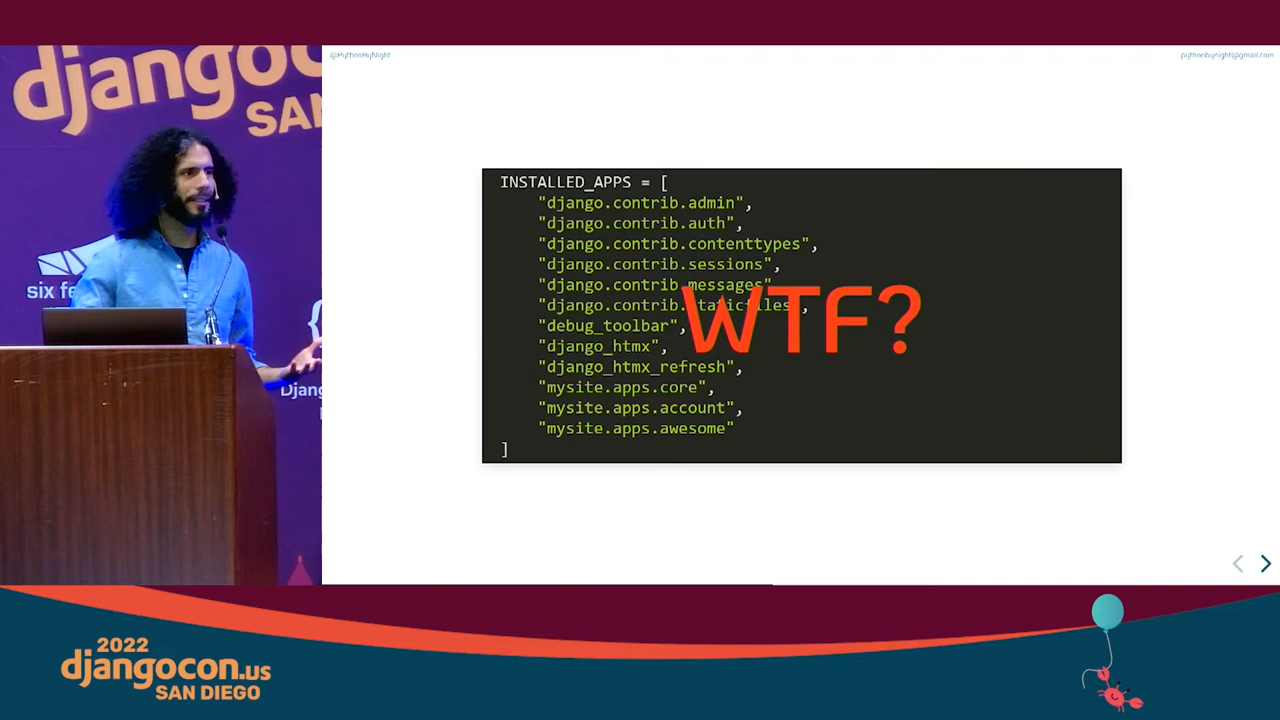 djangoco
SAN
six fe
{
Djang
@PythonByNight
pythonbynight@gmail.com
INSTALLED_APPS = [
"django.contrib.admin",
"django.contrib.auth",
"django.contrib.contenttypes",
"django.contrib.sessions",
"django.contrib.messages",
"django.contrib.staticfiles",
"debug_toolbar",
"django_htmx",
"django_htmx_refresh",
"mysite.apps.core",
"mysite.apps.account",
"mysite.apps.awesome"
]
WTF?
2022
djangocon.us
SAN DIEGO